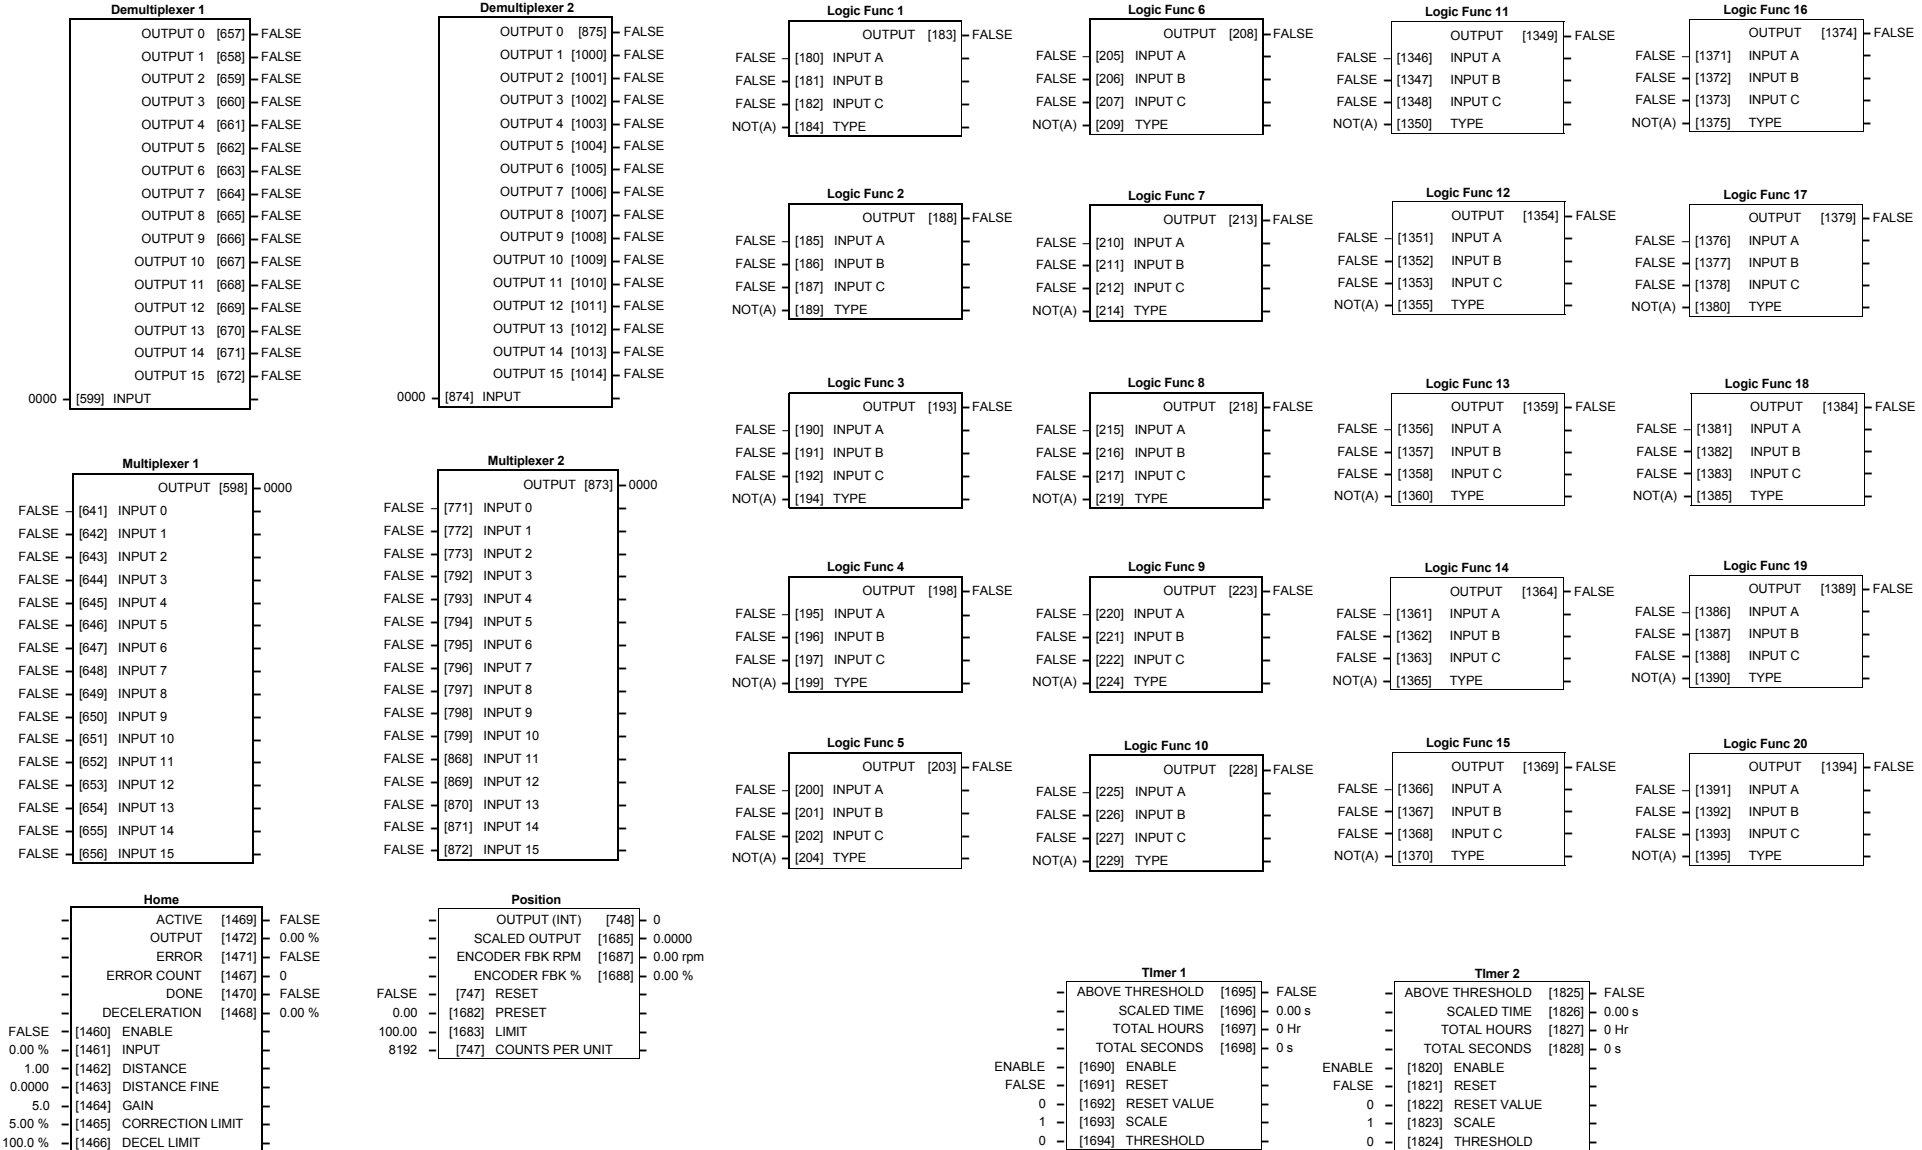 Demultiplexer 1
OUTPUT 0 [657] FALSE
OUTPUT 1 [658] FALSE
OUTPUT 2 [659] FALSE
OUTPUT 3 [660] FALSE
OUTPUT 4 [661] FALSE
OUTPUT 5 [662] FALSE
OUTPUT 6 [663] FALSE
OUTPUT 7 [664] FALSE
OUTPUT 8 [665] FALSE
OUTPUT 9 [666] FALSE
OUTPUT 10 [667] FALSE
OUTPUT 11 [668] FALSE
OUTPUT 12 [669] FALSE
OUTPUT 13 [670] FALSE
OUTPUT 14 [671] FALSE
OUTPUT 15 [672] FALSE
0000 [599] INPUT
Demultiplexer 2
OUTPUT 0 [875] FALSE
OUTPUT 1 [1000] FALSE
OUTPUT 2 [1001] FALSE
OUTPUT 3 [1002] FALSE
OUTPUT 4 [1003] FALSE
OUTPUT 5 [1004] FALSE
OUTPUT 6 [1005] FALSE
OUTPUT 7 [1006] FALSE
OUTPUT 8 [1007] FALSE
OUTPUT 9 [1008] FALSE
OUTPUT 10 [1009] FALSE
OUTPUT 11 [1010] FALSE
OUTPUT 12 [1011] FALSE
OUTPUT 13 [1012] FALSE
OUTPUT 14 [1013] FALSE
OUTPUT 15 [1014] FALSE
0000 [874] INPUT
Multiplexer 1
OUTPUT [598] 0000
FALSE [641] INPUT 0
FALSE [642] INPUT 1
FALSE [643] INPUT 2
FALSE [644] INPUT 3
FALSE [645] INPUT 4
FALSE [646] INPUT 5
FALSE [647] INPUT 6
FALSE [648] INPUT 7
FALSE [649] INPUT 8
FALSE [650] INPUT 9
FALSE [651] INPUT 10
FALSE [652] INPUT 11
FALSE [653] INPUT 12
FALSE [654] INPUT 13
FALSE [655] INPUT 14
FALSE [656] INPUT 15
Multiplexer 2
OUTPUT [873] 0000
FALSE [771] INPUT 0
FALSE [772] INPUT 1
FALSE [773] INPUT 2
FALSE [792] INPUT 3
FALSE [793] INPUT 4
FALSE [794] INPUT 5
FALSE [795] INPUT 6
FALSE [796] INPUT 7
FALSE [797] INPUT 8
FALSE [798] INPUT 9
FALSE [799] INPUT 10
FALSE [868] INPUT 11
FALSE [869] INPUT 12
FALSE [870] INPUT 13
FALSE [871] INPUT 14
FALSE [872] INPUT 15
Home
ACTIVE [1469] FALSE
OUTPUT [1472] 0.00 %
ERROR [1471] FALSE
ERROR COUNT [1467] 0
DONE [1470] FALSE
DECELERATION [1468] 0.00 %
FALSE [1460] ENABLE
0.00 % [1461] INPUT
1.00 [1462] DISTANCE
0.0000 [1463] DISTANCE FINE
5.0 [1464] GAIN
5.00 % [1465] CORRECTION LIMIT
100.0 % [1466] DECEL LIMIT
Position
OUTPUT (INT) [748] 0
SCALED OUTPUT [1685] 0.0000
ENCODER FBK RPM [1687] 0.00 rpm
ENCODER FBK % [1688] 0.00 %
FALSE [747] RESET
0.00 [1682] PRESET
100.00 [1683] LIMIT
8192 [747] COUNTS PER UNIT
Logic Func 1
OUTPUT [183] FALSE
FALSE [180] INPUT A
FALSE [181] INPUT B
FALSE [182] INPUT C
NOT(A) [184] TYPE
Logic Func 2
OUTPUT [188] FALSE
FALSE [185] INPUT A
FALSE [186] INPUT B
FALSE [187] INPUT C
NOT(A) [189] TYPE
Logic Func 3
OUTPUT [193] FALSE
FALSE [190] INPUT A
FALSE [191] INPUT B
FALSE [192] INPUT C
NOT(A) [194] TYPE
Logic Func 4
OUTPUT [198] FALSE
FALSE [195] INPUT A
FALSE [196] INPUT B
FALSE [197] INPUT C
NOT(A) [199] TYPE
Logic Func 5
OUTPUT [203] FALSE
FALSE [200] INPUT A
FALSE [201] INPUT B
FALSE [202] INPUT C
NOT(A) [204] TYPE
Logic Func 6
OUTPUT [208] FALSE
FALSE [205] INPUT A
FALSE [206] INPUT B
FALSE [207] INPUT C
NOT(A) [209] TYPE
Logic Func 7
OUTPUT [213] FALSE
FALSE [210] INPUT A
FALSE [211] INPUT B
FALSE [212] INPUT C
NOT(A) [214] TYPE
Logic Func 8
OUTPUT [218] FALSE
FALSE [215] INPUT A
FALSE [216] INPUT B
FALSE [217] INPUT C
NOT(A) [219] TYPE
Logic Func 9
OUTPUT [223] FALSE
FALSE [220] INPUT A
FALSE [221] INPUT B
FALSE [222] INPUT C
NOT(A) [224] TYPE
Logic Func 10
OUTPUT [228] FALSE
FALSE [225] INPUT A
FALSE [226] INPUT B
FALSE [227] INPUT C
NOT(A) [229] TYPE
Logic Func 11
OUTPUT [1349] FALSE
FALSE [1346] INPUT A
FALSE [1347] INPUT B
FALSE [1348] INPUT C
NOT(A) [1350] TYPE
Logic Func 12
OUTPUT [1354] FALSE
FALSE [1351] INPUT A
FALSE [1352] INPUT B
FALSE [1353] INPUT C
NOT(A) [1355] TYPE
Logic Func 13
OUTPUT [1359] FALSE
FALSE [1356] INPUT A
FALSE [1357] INPUT B
FALSE [1358] INPUT C
NOT(A) [1360] TYPE
Logic Func 14
OUTPUT [1364] FALSE
FALSE [1361] INPUT A
FALSE [1362] INPUT B
FALSE [1363] INPUT C
NOT(A) [1365] TYPE
Logic Func 15
OUTPUT [1369] FALSE
FALSE [1366] INPUT A
FALSE [1367] INPUT B
FALSE [1368] INPUT C
NOT(A) [1370] TYPE
Logic Func 16
OUTPUT [1374] FALSE
FALSE [1371] INPUT A
FALSE [1372] INPUT B
FALSE [1373] INPUT C
NOT(A) [1375] TYPE
Logic Func 17
OUTPUT [1379] FALSE
FALSE [1376] INPUT A
FALSE [1377] INPUT B
FALSE [1378] INPUT C
NOT(A) [1380] TYPE
Logic Func 18
OUTPUT [1384] FALSE
FALSE [1381] INPUT A
FALSE [1382] INPUT B
FALSE [1383] INPUT C
NOT(A) [1385] TYPE
Logic Func 19
OUTPUT [1389] FALSE
FALSE [1386] INPUT A
FALSE [1387] INPUT B
FALSE [1388] INPUT C
NOT(A) [1390] TYPE
Logic Func 20
OUTPUT [1394] FALSE
FALSE [1391] INPUT A
FALSE [1392] INPUT B
FALSE [1393] INPUT C
NOT(A) [1395] TYPE
TImer 1
ABOVE THRESHOLD [1695] FALSE
SCALED TIME [1696] 0.00 s
TOTAL HOURS [1697] 0 Hr
TOTAL SECONDS [1698] 0 s
ENABLE [1690] ENABLE
FALSE [1691] RESET
0 [1692] RESET VALUE
1 [1693] SCALE
0 [1694] THRESHOLD
TImer 2
ABOVE THRESHOLD [1825] FALSE
SCALED TIME [1826] 0.00 s
TOTAL HOURS [1827] 0 Hr
TOTAL SECONDS [1828] 0 s
ENABLE [1820] ENABLE
FALSE [1821] RESET
0 [1822] RESET VALUE
1 [1823] SCALE
0 [1824] THRESHOLD